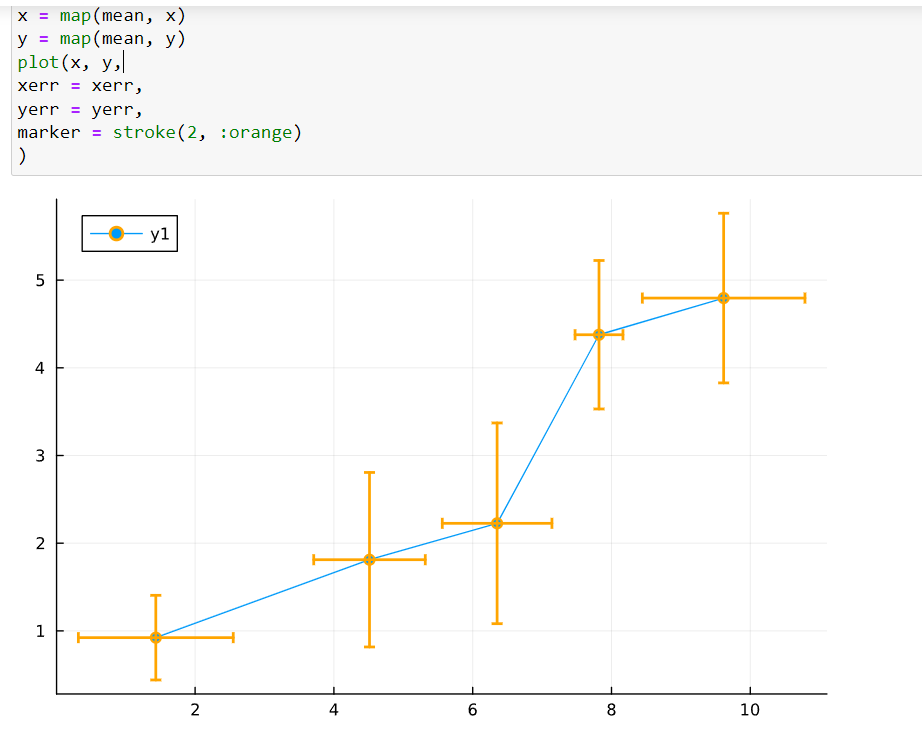 x = map(mean, x)
y = map(mean, y)
plot(x, y,
xerr = xerr,
yerr = yerr,
marker = stroke(2, :orange)
)
y1
5
4
3
2
1
2 4 6 8 10